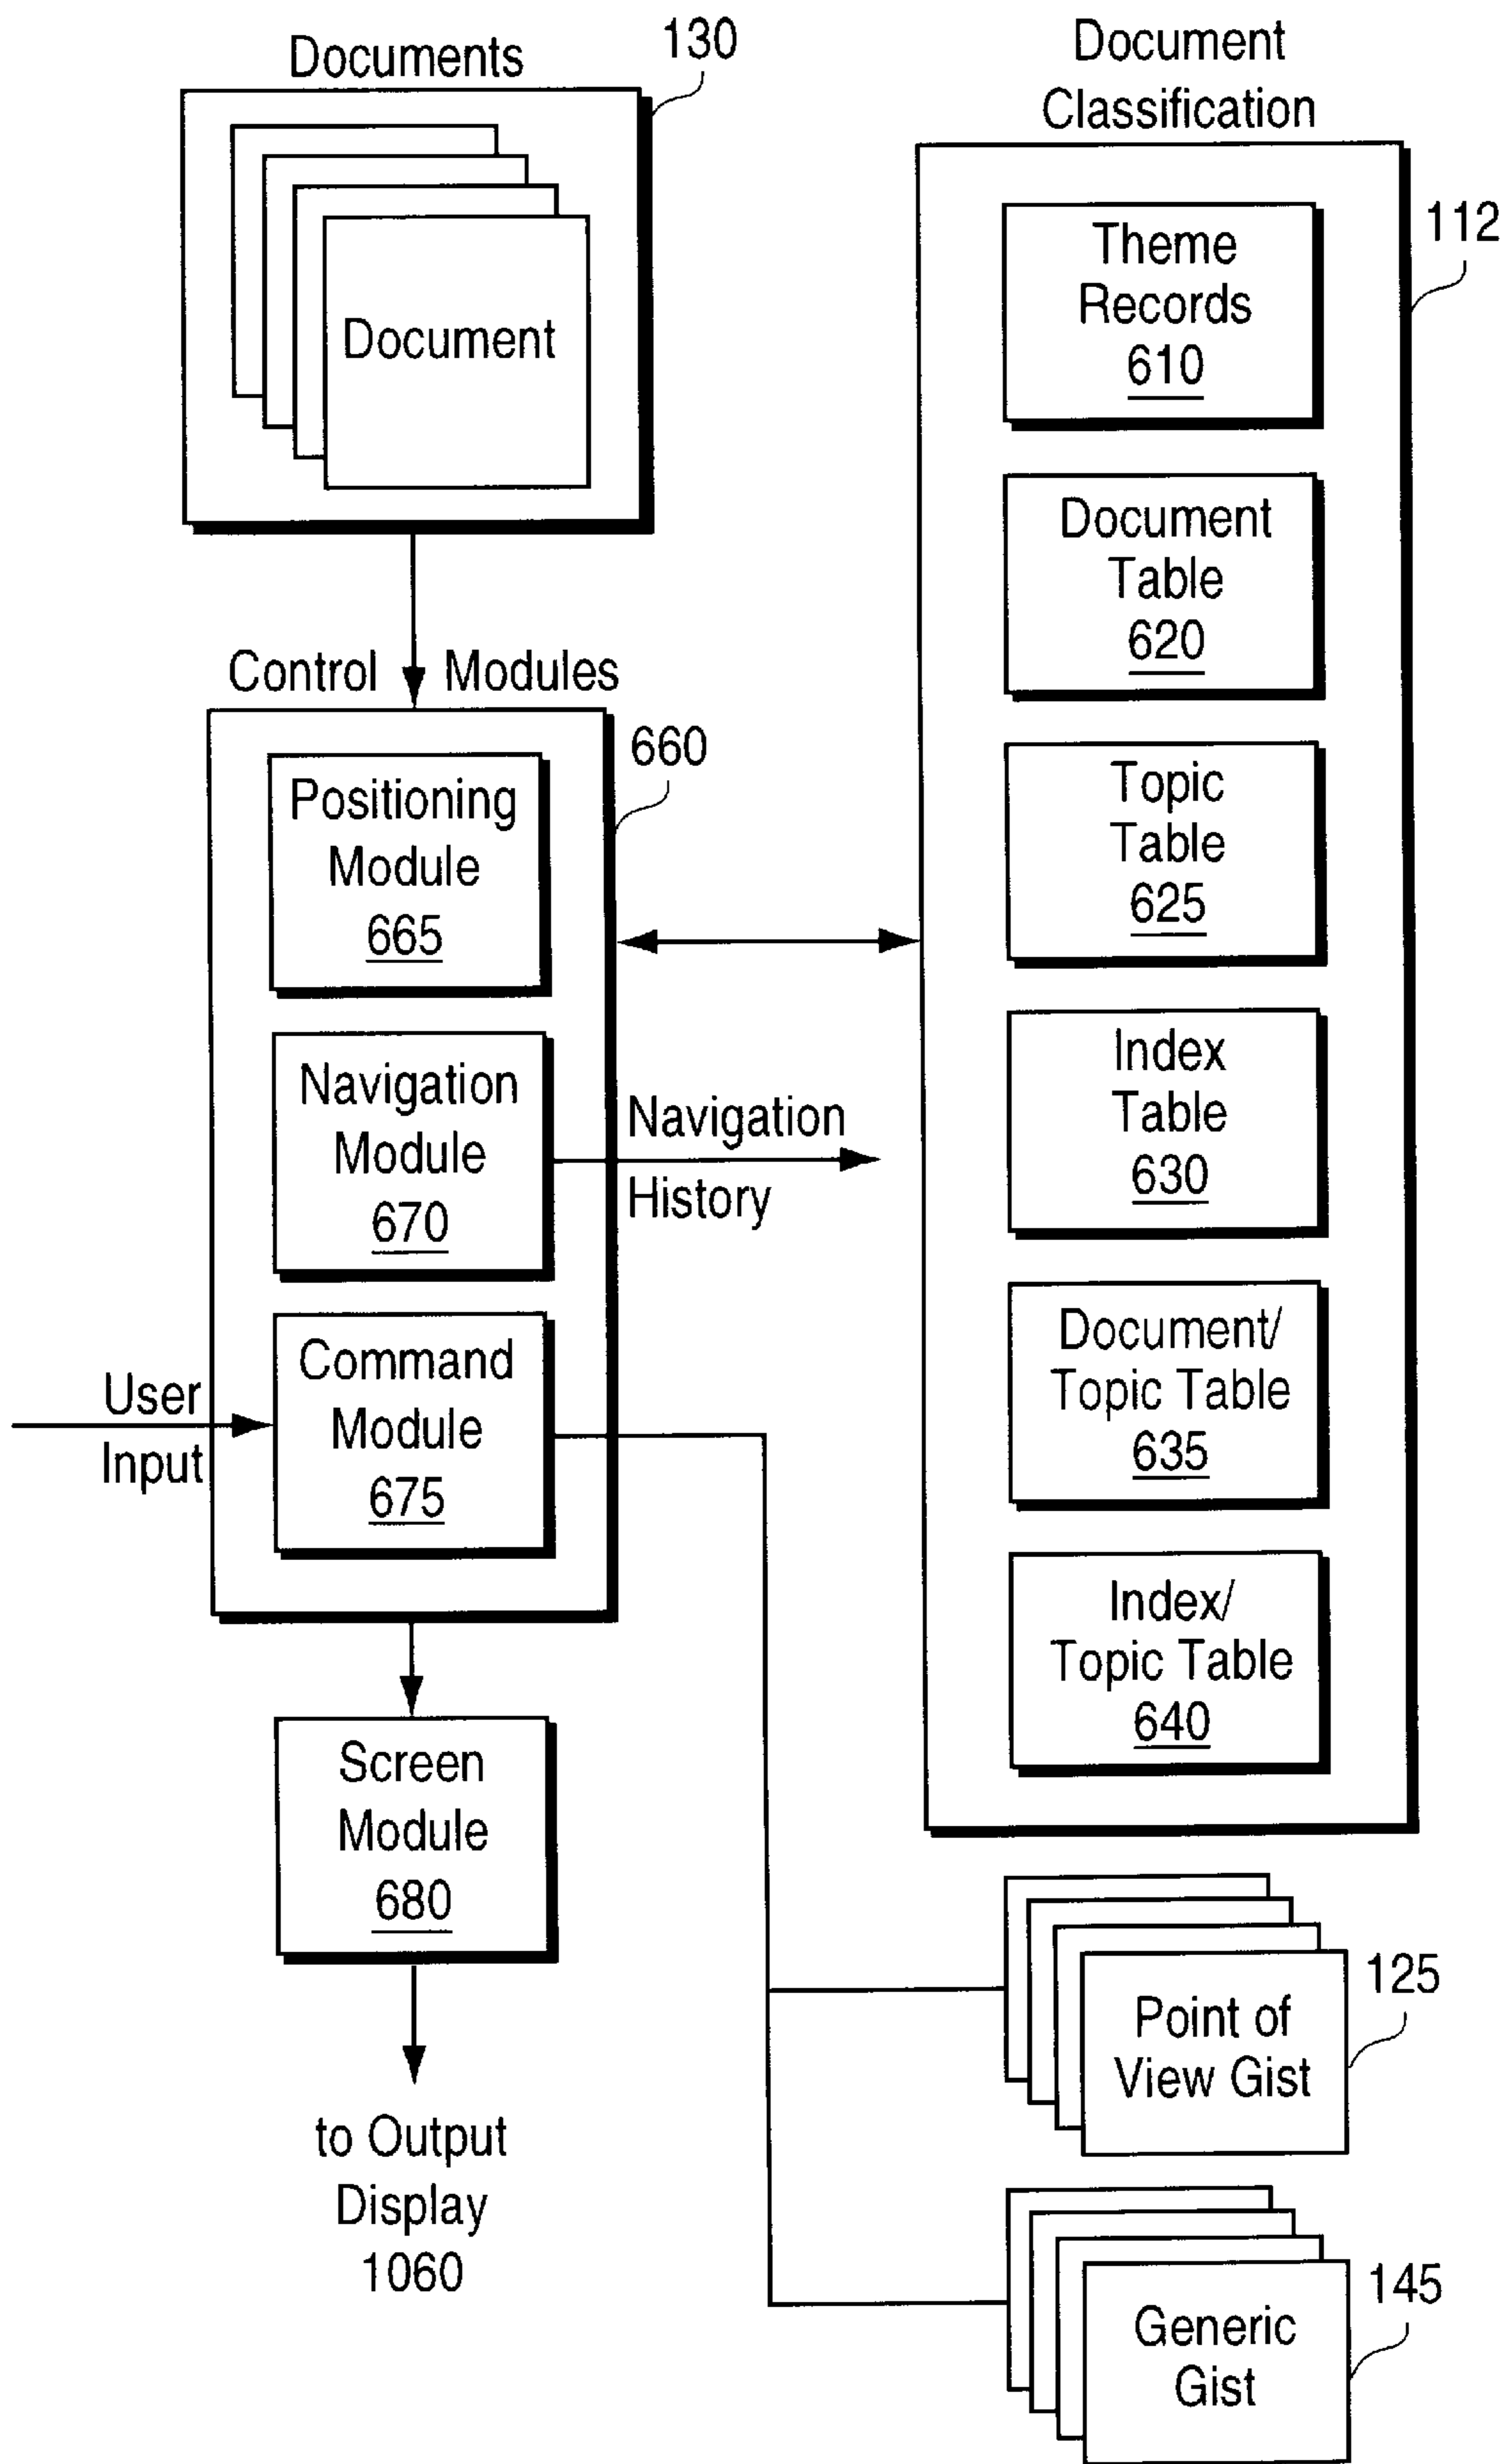 Documents
130
Document
Control Modules
660
Positioning
Module
665
Navigation
Module
670
Navigation
History
User
Input
Command
Module
675
Screen
Module
680
to Output
Display
1060
Document
Classification
112
Theme
Records
610
Document
Table
620
Topic
Table
625
Index
Table
630
Document/
Topic Table
635
Index/
Topic Table
640
125
Point of
View Gist
145
Generic
Gist